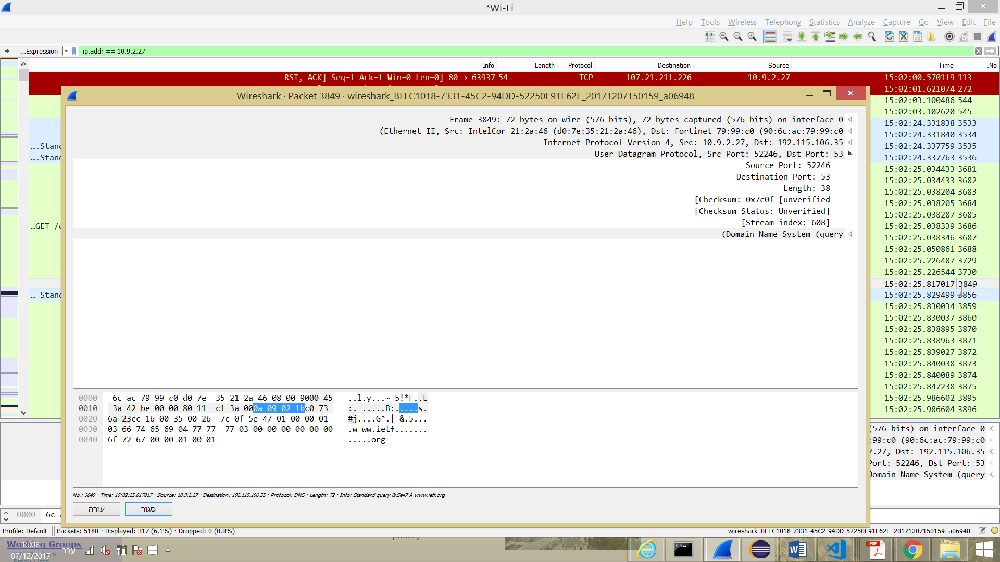 *Wi-Fi
Help Tools Wireless Telephony Statistics Analyze Capture Go View Edit File
+ ...Expression ip.addr == 10.9.2.27
Info Length Protocol Destination Source Time .No
RST, ACK] Seq=1 Ack=1 Win=0 Len=0] 80 → 63937 54 TCP 107.21.211.226 10.9.2.27 15:02:00.570119 113
15:02:01.621074 272
15:02:03.100486 544
15:02:03.102620 545
15:02:24.331838 3533
15:02:24.331840 3534
….Stand 15:02:24.337759 3535
….Stand 15:02:24.337763 3536
15:02:25.034433 3681
15:02:25.034433 3682
15:02:25.038204 3683
15:02:25.038205 3684
15:02:25.038287 3685
…GET / 15:02:25.038339 3686
15:02:25.038346 3687
15:02:25.050861 3688
15:02:25.226487 3729
15:02:25.226544 3730
15:02:25.817017 3849
… Stand 15:02:25.829499 3856
15:02:25.830034 3859
15:02:25.830037 3860
15:02:25.838895 3870
15:02:25.838963 3871
15:02:25.839027 3872
15:02:25.840038 3873
15:02:25.840089 3874
15:02:25.847238 3875
15:02:25.986602 3895
15:02:25.986604 3896
Wireshark · Packet 3849 · wireshark_BFFC1018-7331-45C2-94DD-52250E91E62E_20171207150159_a06948
Frame 3849: 72 bytes on wire (576 bits), 72 bytes captured (576 bits) on interface 0
(Ethernet II, Src: IntelCor_21:2a:46 (d0:7e:35:21:2a:46), Dst: Fortinet_79:99:c0 (90:6c:ac:79:99:c0
Internet Protocol Version 4, Src: 10.9.2.27, Dst: 192.115.106.35
User Datagram Protocol, Src Port: 52246, Dst Port: 53
Source Port: 52246
Destination Port: 53
Length: 38
[Checksum: 0x7c0f [unverified
[Checksum Status: Unverified]
[Stream index: 608]
(Domain Name System (query
0000 6c ac 79 99 c0 d0 7e 35 21 2a 46 08 00 9000 45 ..l.y...~ 5!*F..E
0010 3a 42 be 00 00 80 11 c1 3a 000a 09 02 1bc0 73 :. .....B:.....s.
0020 6a 23cc 16 00 35 00 26 7c 0f 5e 47 01 00 00 01 #j....G^.| &.5...
0030 03 66 74 65 69 04 77 77 77 03 00 00 00 00 00 00 .w ww.ietf.......
0040 6f 72 67 00 00 01 00 01 .....org
No.: 3849 · Time: 15:02:25.817017 · Source: 10.9.2.27 · Destination: 192.115.106.35 · Protocol: DNS · Length: 72 · Info: Standard query 0x5e47 A www.ietf.org
עזרה סגור
(576 bits) on interface 0
:99:c0 (90:6c:ac:79:99:c0
2.27, Dst: 192.115.106.35
Port: 52246, Dst Port: 53
Domain Name System (query
0000 6c
Profile: Default Packets: 5180 · Displayed: 317 (6.1%) · Dropped: 0 (0.0%) wireshark_BFFC1018-7331-45C2-94DD-52250E91E62E_20171207150159_a06948
Working Groups
15:08
עבר
07/12/2017
PDF